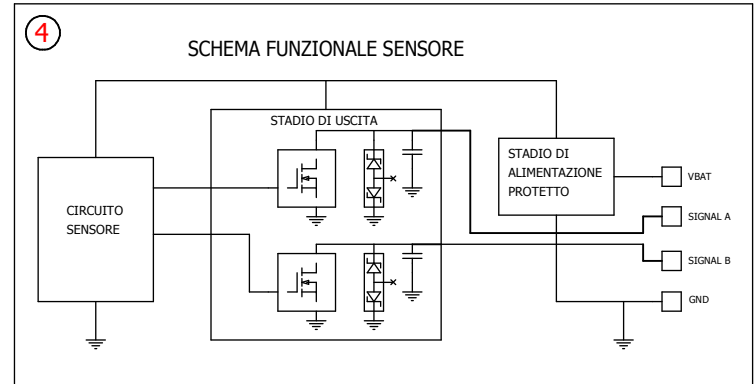 4
SCHEMA FUNZIONALE SENSORE
STADIO DI USCITA
STADIO DI
ALIMENTAZIONE
PROTETTO
VBAT
CIRCUITO
SENSORE
SIGNAL A
SIGNAL B
GND